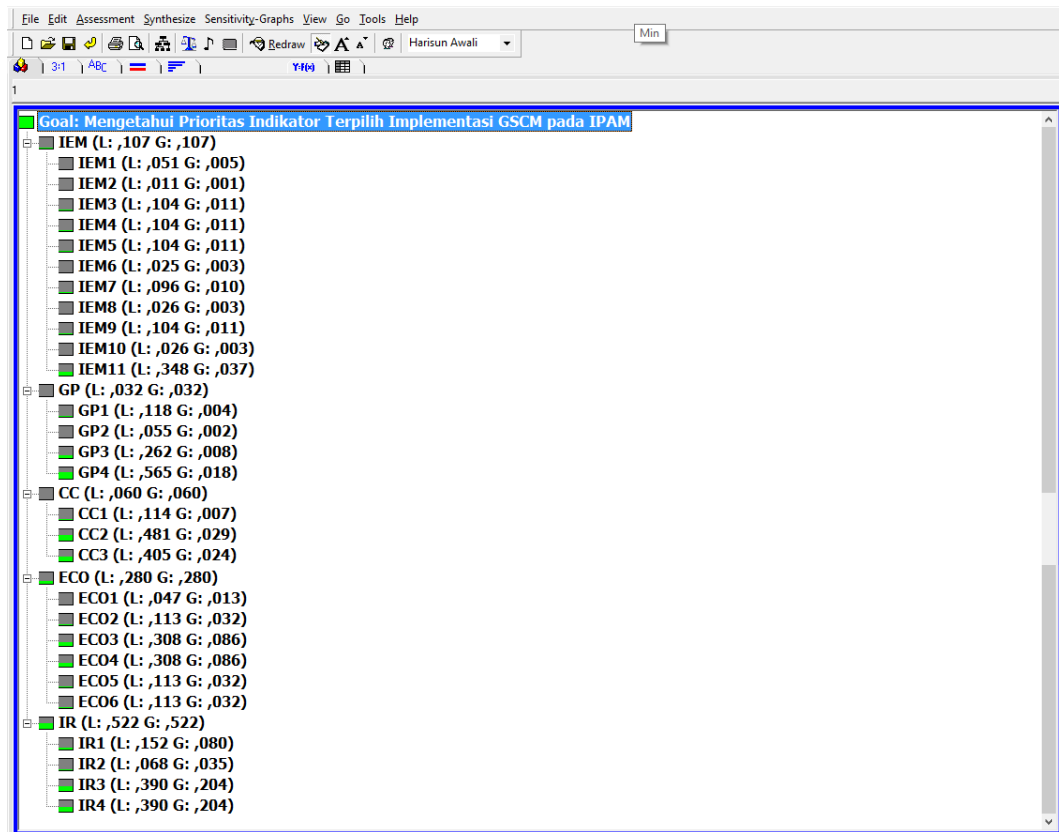 File Edit Assessment Synthesize Sensitivity-Graphs View Go Tools Help
Min
Redraw A A Harisun Awali
3:1 ABC Y=F(x)
1
Goal: Mengetahui Prioritas Indikator Terpilih Implementasi GSCM pada IPAM
IEM (L: ,107 G: ,107)
IEM1 (L: ,051 G: ,005)
IEM2 (L: ,011 G: ,001)
IEM3 (L: ,104 G: ,011)
IEM4 (L: ,104 G: ,011)
IEM5 (L: ,104 G: ,011)
IEM6 (L: ,025 G: ,003)
IEM7 (L: ,096 G: ,010)
IEM8 (L: ,026 G: ,003)
IEM9 (L: ,104 G: ,011)
IEM10 (L: ,026 G: ,003)
IEM11 (L: ,348 G: ,037)
GP (L: ,032 G: ,032)
GP1 (L: ,118 G: ,004)
GP2 (L: ,055 G: ,002)
GP3 (L: ,262 G: ,008)
GP4 (L: ,565 G: ,018)
CC (L: ,060 G: ,060)
CC1 (L: ,114 G: ,007)
CC2 (L: ,481 G: ,029)
CC3 (L: ,405 G: ,024)
ECO (L: ,280 G: ,280)
ECO1 (L: ,047 G: ,013)
ECO2 (L: ,113 G: ,032)
ECO3 (L: ,308 G: ,086)
ECO4 (L: ,308 G: ,086)
ECO5 (L: ,113 G: ,032)
ECO6 (L: ,113 G: ,032)
IR (L: ,522 G: ,522)
IR1 (L: ,152 G: ,080)
IR2 (L: ,068 G: ,035)
IR3 (L: ,390 G: ,204)
IR4 (L: ,390 G: ,204)